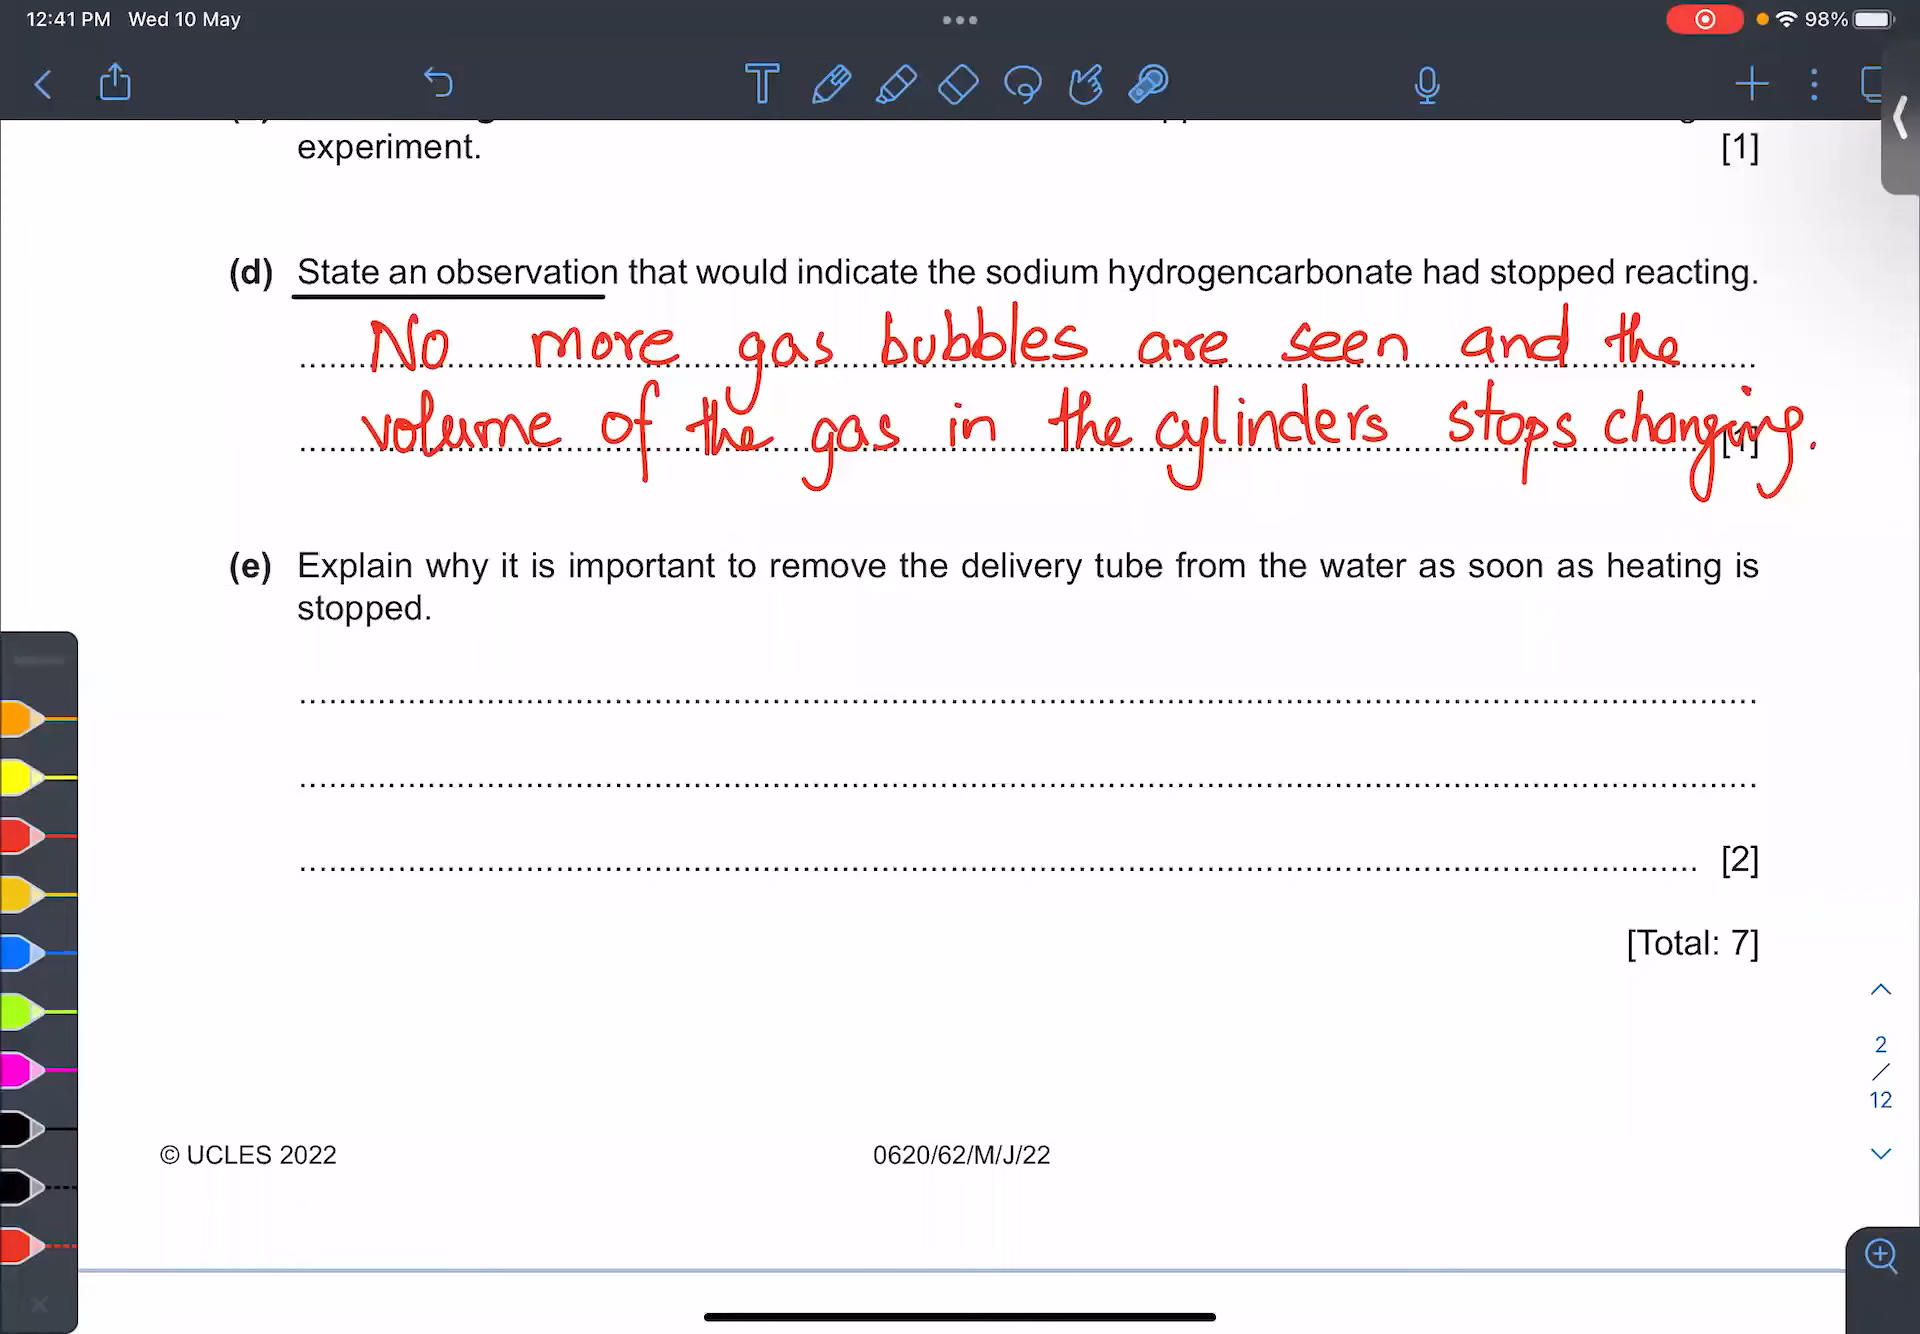 12:41 PM Wed 10 May
98%
experiment. [1]
(d) State an observation that would indicate the sodium hydrogencarbonate had stopped reacting.
No more gas bubbles are seen and the
volume of the gas in the cylinders stops changing.
[1]
(e) Explain why it is important to remove the delivery tube from the water as soon as heating is
stopped.
[2]
[Total: 7]
2
/
12
© UCLES 2022 0620/62/M/J/22